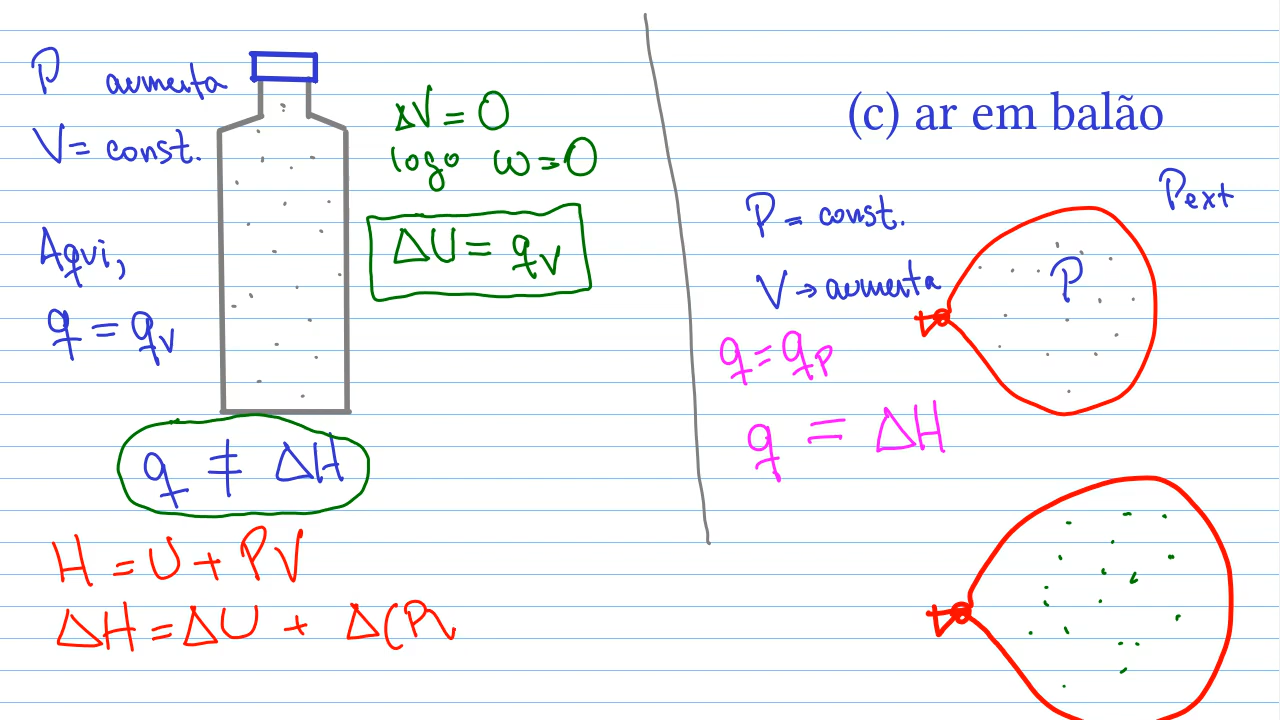 P aumenta
V = const.
Aqui,
q = qv
ΔV = 0
logo w = 0
ΔU = qv
q ≠ ΔH
H = U + PV
ΔH = ΔU + Δ(PV
(c) ar em balão
Pext
P = const.
V → aumenta
P
q = qp
q = ΔH